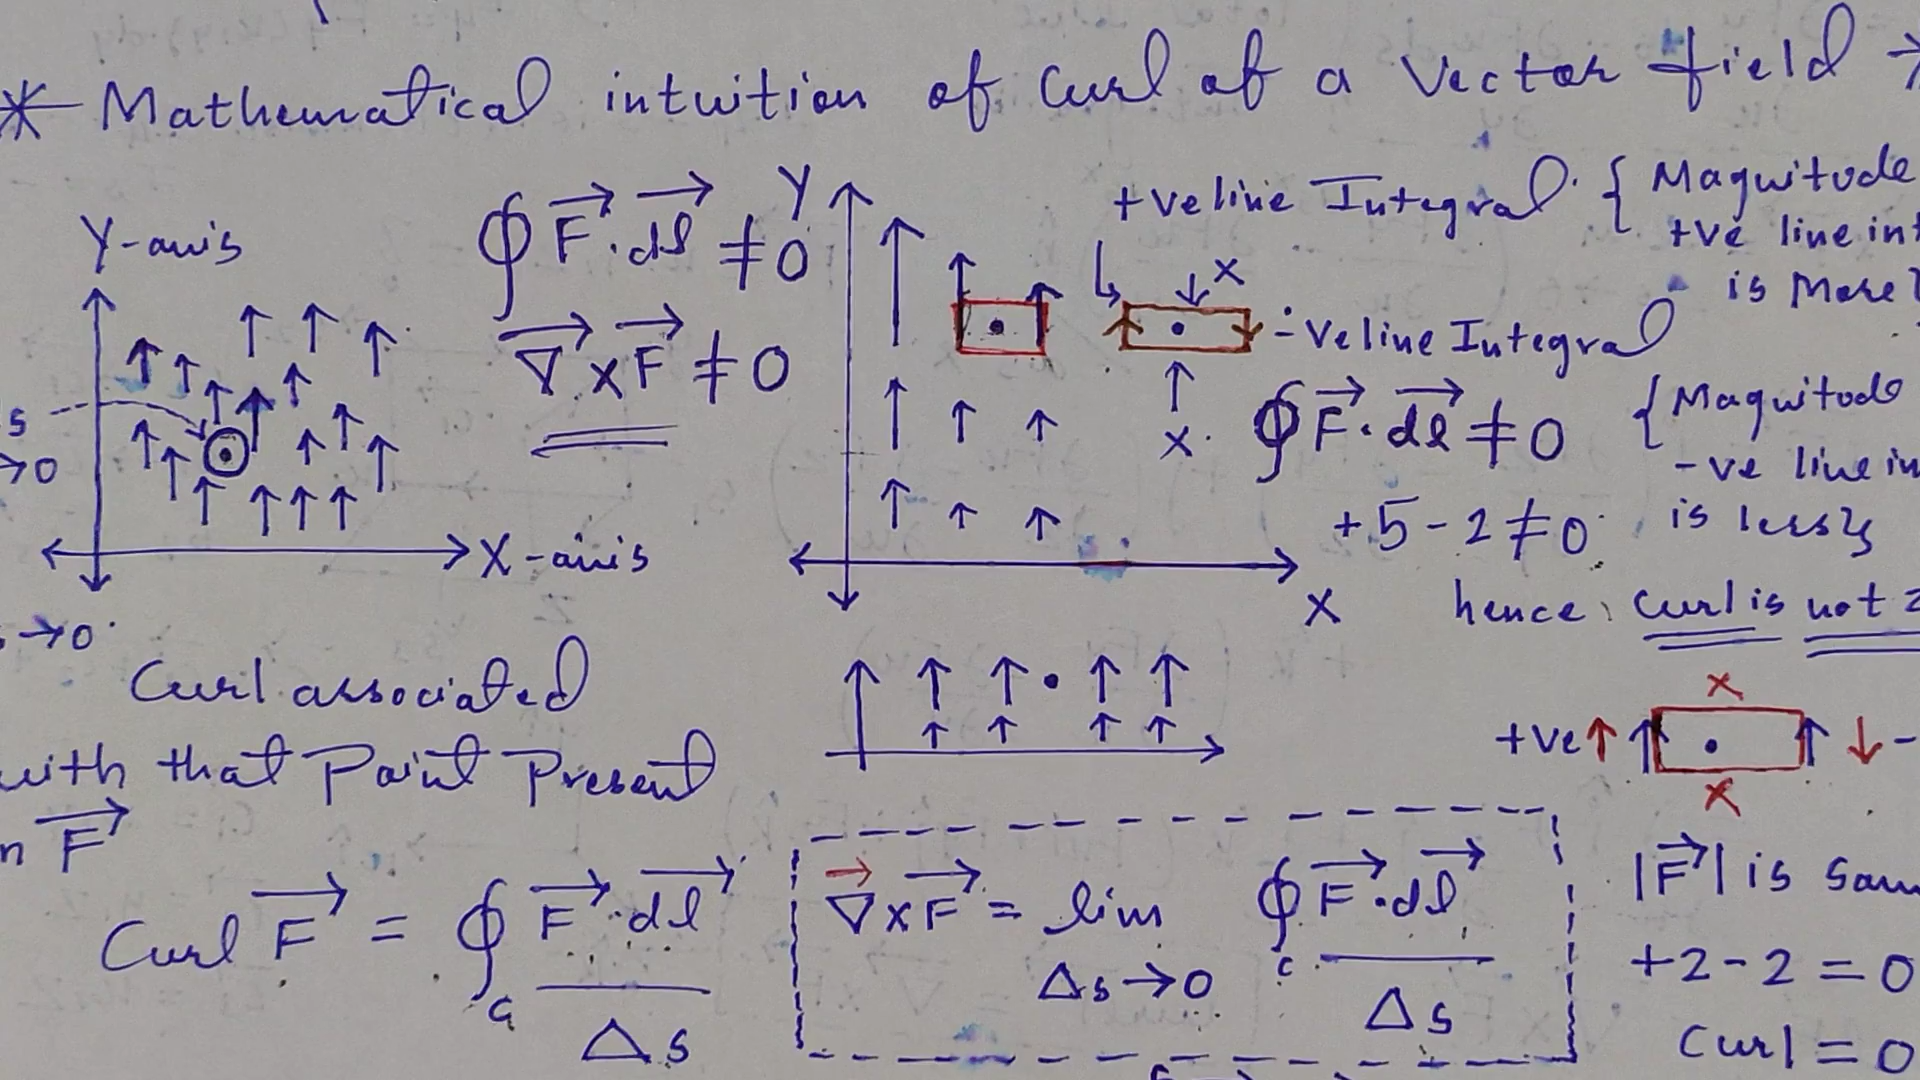 * Mathematical intuition of Curl of a Vector field →
Y-axis
∮ F⃗ · dl⃗ ≠ 0
∇⃗ × F⃗ ≠ 0
S
→0
X-axis
→0
Curl associated
with that Point Present
n F⃗
Curl F⃗ = ∮c F⃗ · dl⃗ / Δs
Y
+ve line Integral
{ Magnitude
+ve line int
is More }
X
-ve line Integral
X
∮ F⃗ · dl⃗ ≠ 0
{ Magnitude
-ve line in
is less }
+5 - 2 ≠ 0
X
hence, Curl is not z
X
+ve ↑ ↑ ↑ ↓ -
X
∇⃗ × F⃗ = lim Δs→0 ∮c F⃗ · dl⃗ / Δs
|F⃗| is sam
+2 - 2 = 0
Curl = 0